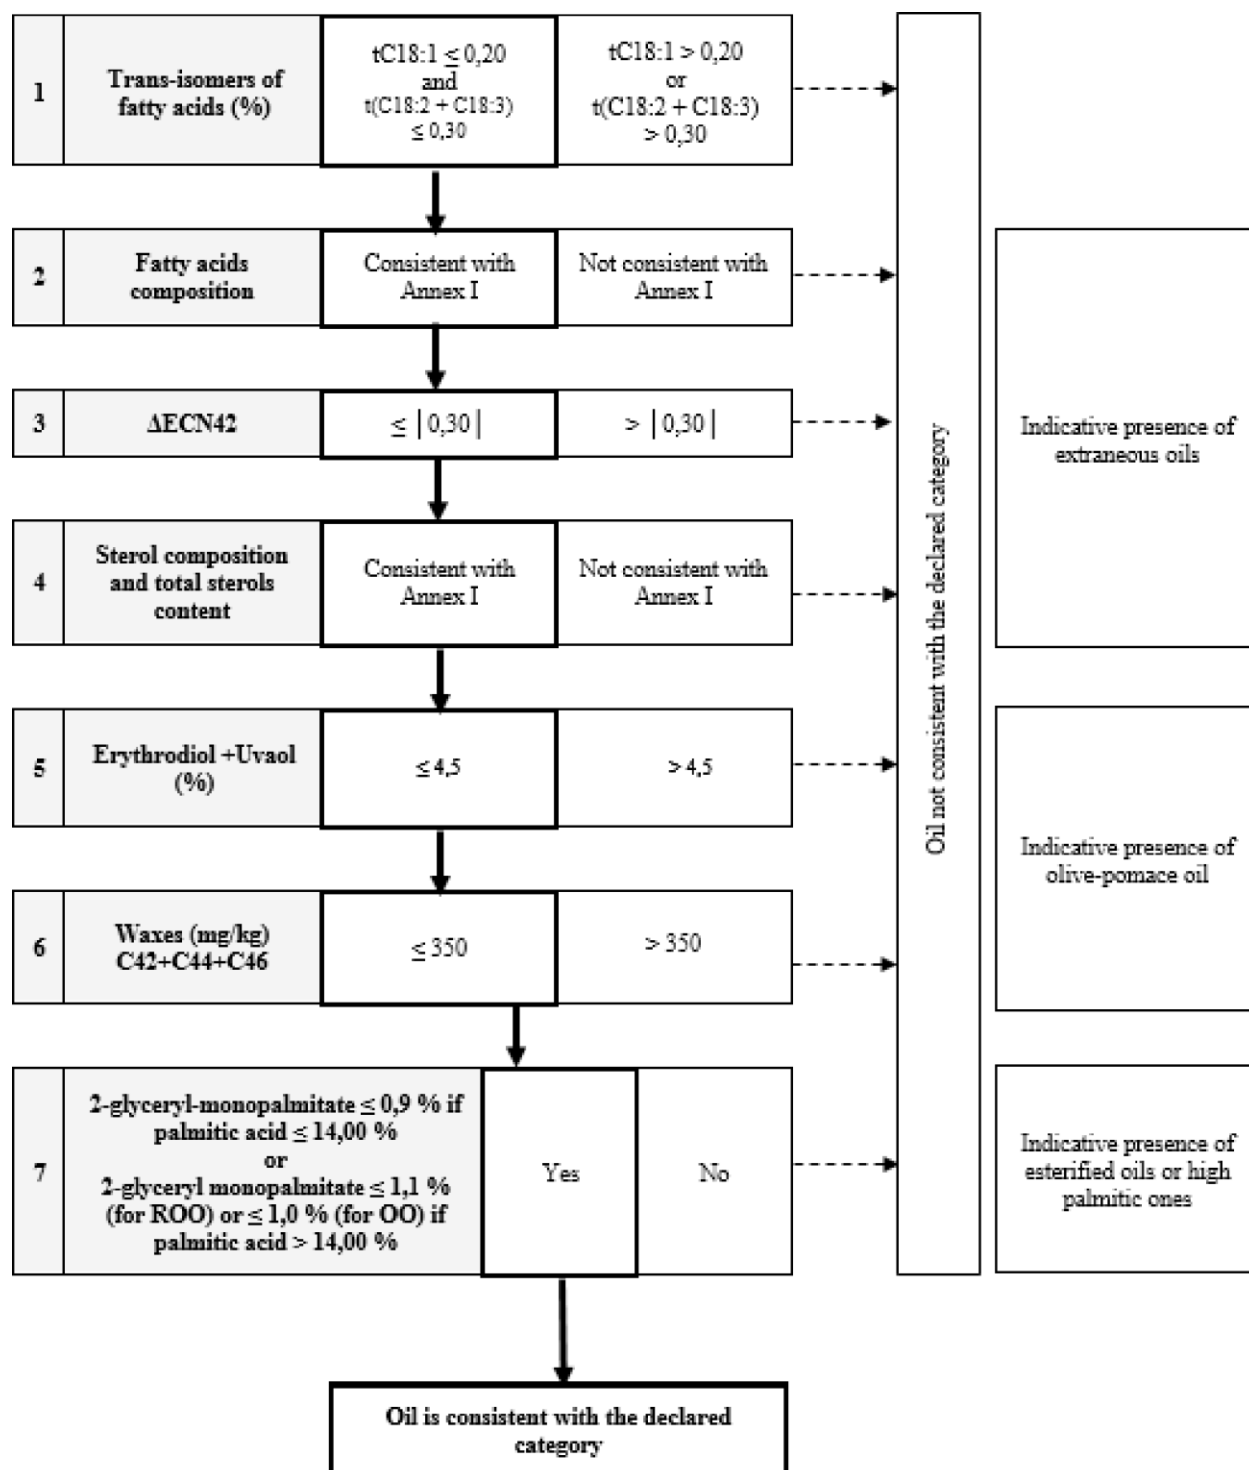 1
Trans-isomers of
fatty acids (%)
tC18:1 ≤ 0,20
and
t(C18:2 + C18:3)
≤ 0,30
tC18:1 > 0,20
or
t(C18:2 + C18:3)
> 0,30
2
Fatty acids
composition
Consistent with
Annex I
Not consistent with
Annex I
3
ΔECN42
≤ |0,30|
> |0,30|
4
Sterol composition
and total sterols
content
Consistent with
Annex I
Not consistent with
Annex I
5
Erythrodiol +Uvaol
(%)
≤ 4,5
> 4,5
6
Waxes (mg/kg)
C42+C44+C46
≤ 350
> 350
7
2-glyceryl-monopalmitate ≤ 0,9 % if
palmitic acid ≤ 14,00 %
or
2-glyceryl monopalmitate ≤ 1,1 %
(for ROO) or ≤ 1,0 % (for OO) if
palmitic acid > 14,00 %
Yes
No
Oil not consistent with the declared category
Indicative presence of
extraneous oils
Indicative presence of
olive-pomace oil
Indicative presence of
esterified oils or high
palmitic ones
Oil is consistent with the declared
category